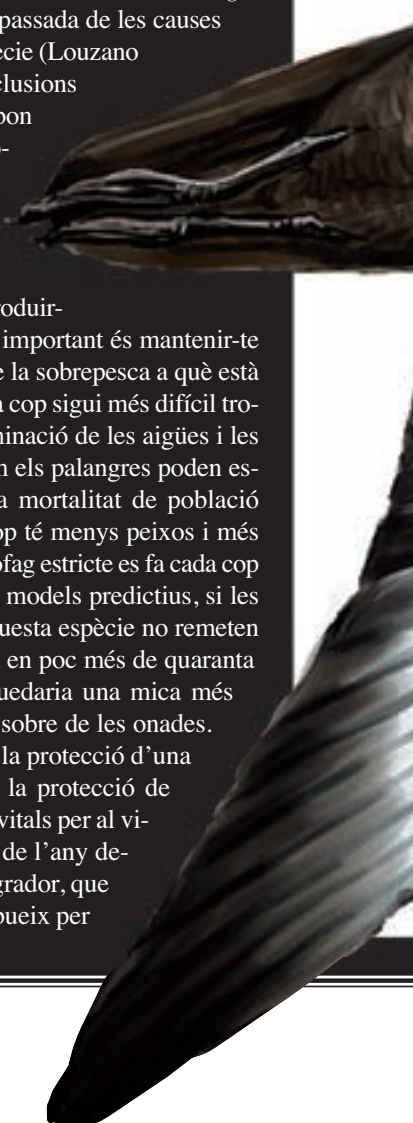 passada de les causes
ecie (Louzano
clusions
bon
o-
roduir-
important és mantenir-te
e la sobrepesca a què està
a cop sigui més difícil tro-
minació de les aigües i les
m els palangres poden es-
a mortalitat de població
op té menys peixos i més
òfag estricte es fa cada cop
models predictius, si les
questa espècie no remeten
en poc més de quaranta
uedaria una mica més
sobre de les onades.
la protecció d’una
la protecció de
vitals per al vi-
de l’any de-
grador, que
bueix per